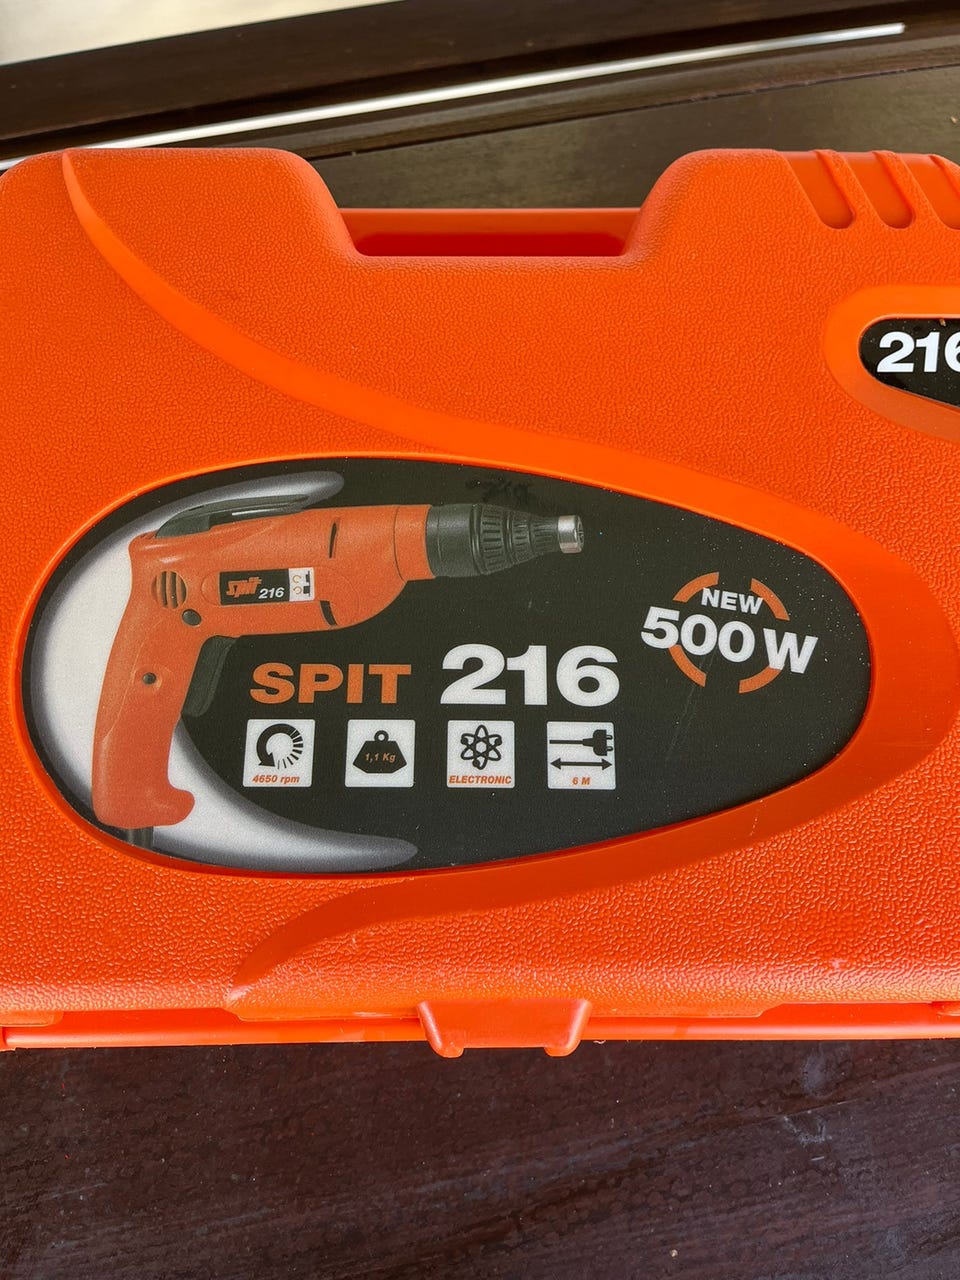 216
spit 216
NEW
500 W
SPIT 216
4650 rpm
1,1 Kg
ELECTRONIC
6 M